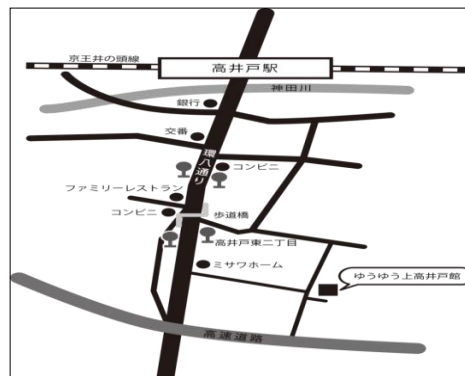 京王井の頭線
高井戸駅
神田川
銀行
交番
環八通り
コンビニ
ファミリーレストラン
コンビニ
歩道橋
高井戸東二丁目
ミサワホーム
ゆうゆう上高井戸館
高速道路